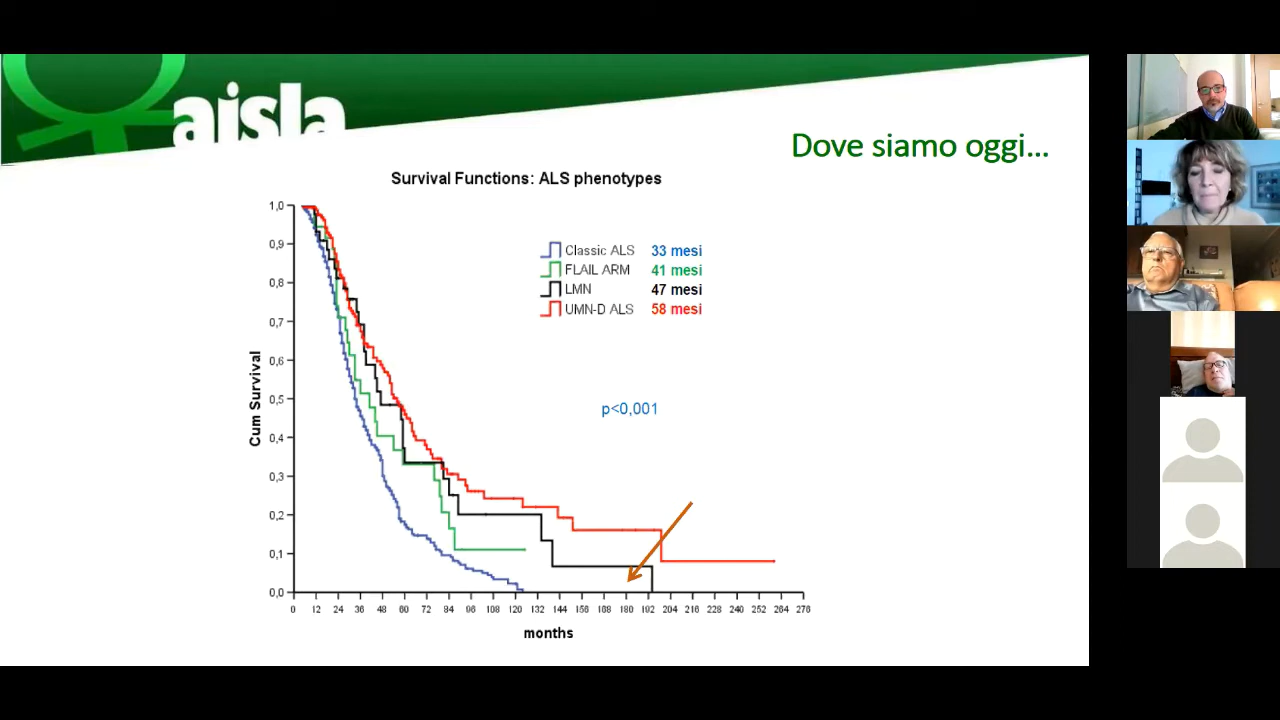 aisla
Dove siamo oggi...
Survival Functions: ALS phenotypes
Classic ALS 33 mesi
FLAIL ARM 41 mesi
LMN 47 mesi
UMN-D ALS 58 mesi
p<0,001
Cum Survival
1,0
0,9
0,8
0,7
0,6
0,5
0,4
0,3
0,2
0,1
0,0
0 12 24 36 48 60 72 84 96 108 120 132 144 156 168 180 192 204 216 228 240 252 264 276
months